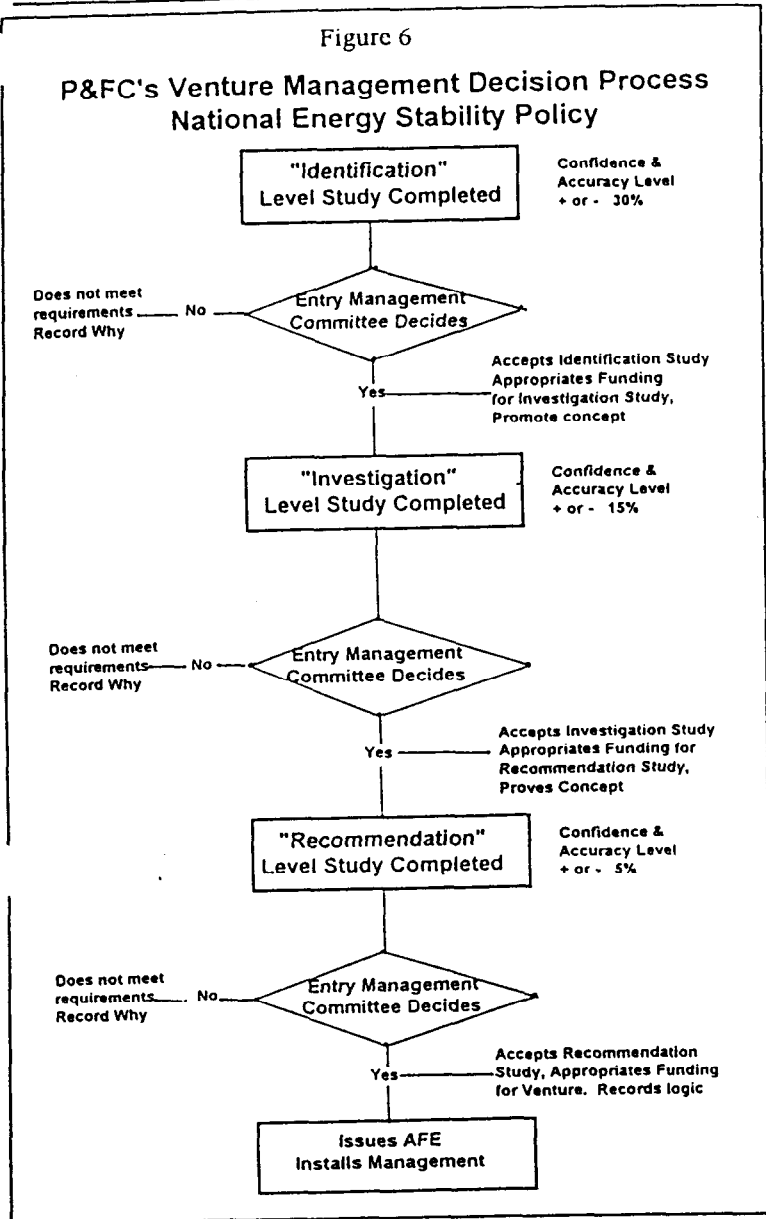 Figure 6
P&FC's Venture Management Decision Process
National Energy Stability Policy
"Identification"
Level Study Completed
Confidence &
Accuracy Level
+ or - 30%
Does not meet
requirements
Record Why
No
Entry Management
Committee Decides
Yes
Accepts Identification Study
Appropriates Funding
for Investigation Study,
Promote concept
"Investigation"
Level Study Completed
Confidence &
Accuracy Level
+ or - 15%
Does not meet
requirements
Record Why
No
Entry Management
Committee Decides
Yes
Accepts Investigation Study
Appropriates Funding for
Recommendation Study,
Proves Concept
"Recommendation"
Level Study Completed
Confidence &
Accuracy Level
+ or - 5%
Does not meet
requirements
Record Why
No
Entry Management
Committee Decides
Yes
Accepts Recommendation
Study, Appropriates Funding
for Venture. Records logic
Issues AFE
Installs Management